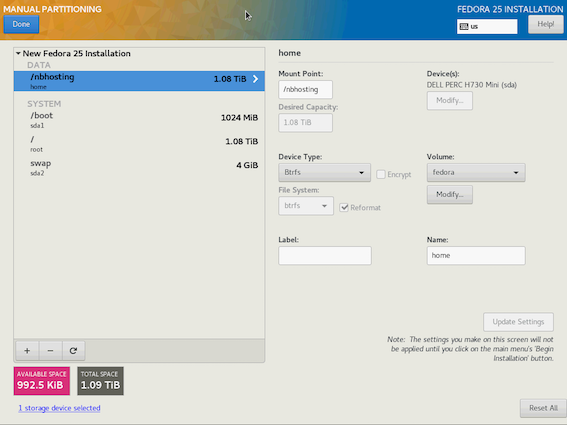 MANUAL PARTITIONING
FEDORA 25 INSTALLATION
Done
us
Help!
New Fedora 25 Installation
DATA
/nbhosting 1.08 TiB
home
SYSTEM
/boot 1024 MiB
sda1
/ 1.08 TiB
root
swap 4 GiB
sda2
+ −
AVAILABLE SPACE
992.5 KiB
TOTAL SPACE
1.09 TiB
1 storage device selected
home
Mount Point:
/nbhosting
Device(s):
DELL PERC H730 Mini (sda)
Modify...
Desired Capacity:
1.08 TiB
Device Type:
Btrfs
Encrypt
Volume:
fedora
Modify...
File System:
btrfs
Reformat
Label:
Name:
home
Update Settings
Note: The settings you make on this screen will not
be applied until you click on the main menu's 'Begin
Installation' button.
Reset All